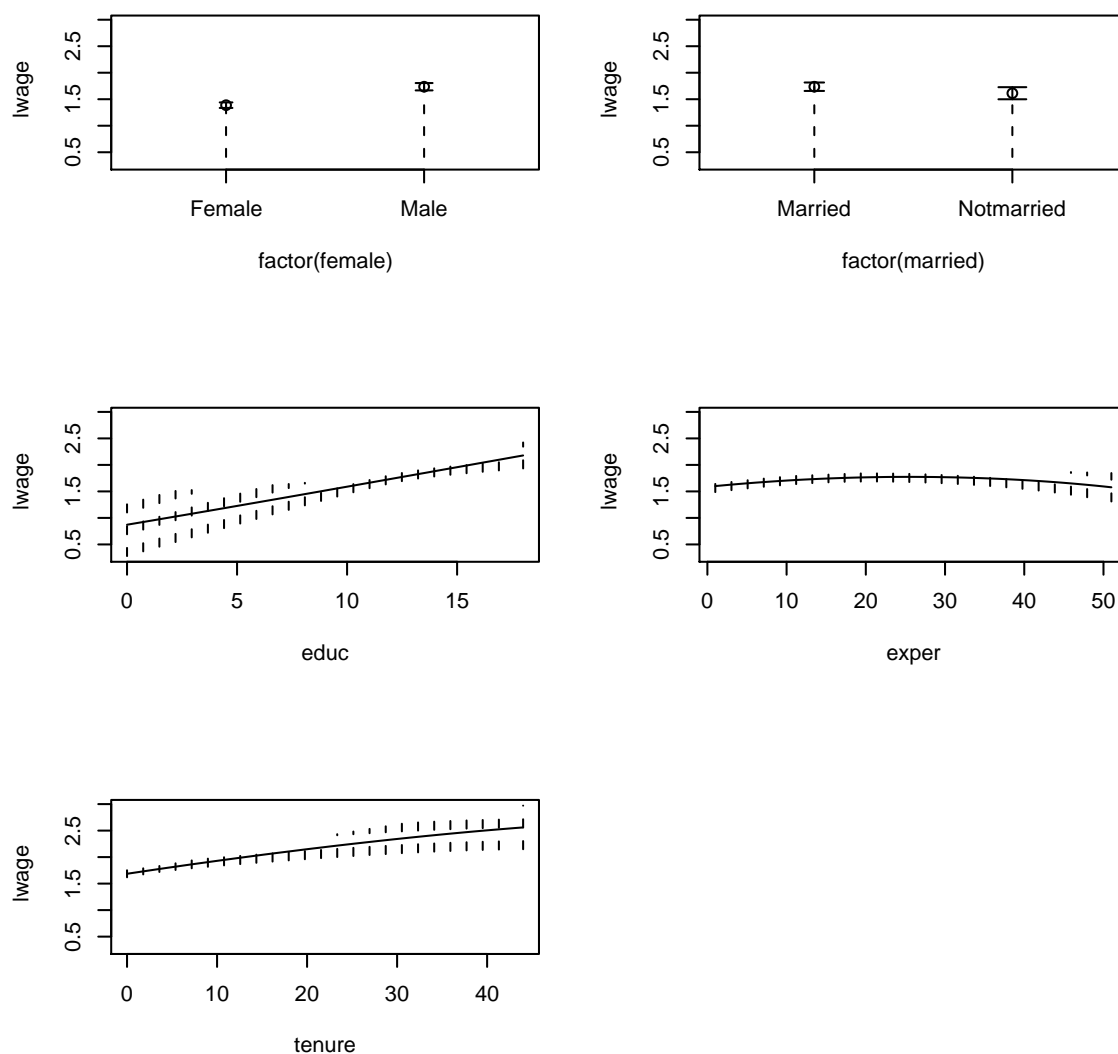 2.5
1.5
0.5
lwage
Female Male
factor(female)
2.5
1.5
0.5
lwage
Married Notmarried
factor(married)
2.5
1.5
0.5
lwage
0 5 10 15
educ
2.5
1.5
0.5
lwage
0 10 20 30 40 50
exper
2.5
1.5
0.5
lwage
0 10 20 30 40
tenure